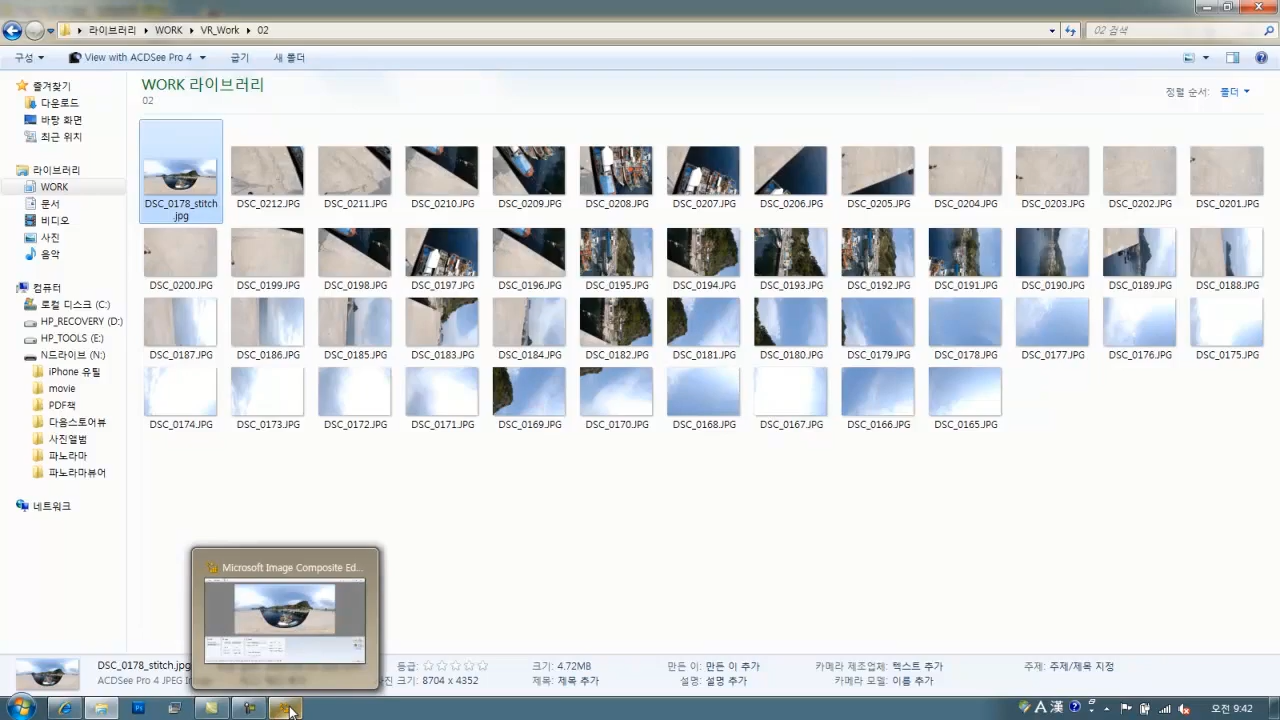 라이브러리 ▸ WORK ▸ VR_Work ▸ 02
02 검색
구성
View with ACDSee Pro 4
굽기
새 폴더
즐겨찾기
다운로드
바탕 화면
최근 위치
라이브러리
WORK
문서
비디오
사진
음악
컴퓨터
로컬 디스크 (C:)
HP_RECOVERY (D:)
HP_TOOLS (E:)
N드라이브 (N:)
iPhone 유틸
movie
PDF책
다음스토어뷰
사진앨범
파노라마
파노라마뷰어
네트워크
WORK 라이브러리
02
정렬 순서: 폴더
DSC_0178_stitch.jpg
DSC_0212.JPG
DSC_0211.JPG
DSC_0210.JPG
DSC_0209.JPG
DSC_0208.JPG
DSC_0207.JPG
DSC_0206.JPG
DSC_0205.JPG
DSC_0204.JPG
DSC_0203.JPG
DSC_0202.JPG
DSC_0201.JPG
DSC_0200.JPG
DSC_0199.JPG
DSC_0198.JPG
DSC_0197.JPG
DSC_0196.JPG
DSC_0195.JPG
DSC_0194.JPG
DSC_0193.JPG
DSC_0192.JPG
DSC_0191.JPG
DSC_0190.JPG
DSC_0189.JPG
DSC_0188.JPG
DSC_0187.JPG
DSC_0186.JPG
DSC_0185.JPG
DSC_0183.JPG
DSC_0184.JPG
DSC_0182.JPG
DSC_0181.JPG
DSC_0180.JPG
DSC_0179.JPG
DSC_0178.JPG
DSC_0177.JPG
DSC_0176.JPG
DSC_0175.JPG
DSC_0174.JPG
DSC_0173.JPG
DSC_0172.JPG
DSC_0171.JPG
DSC_0169.JPG
DSC_0170.JPG
DSC_0168.JPG
DSC_0167.JPG
DSC_0166.JPG
DSC_0165.JPG
Microsoft Image Composite Ed...
DSC_0178_stitch.jpg
등급:
크기: 4.72MB
만든 이: 만든 이 추가
카메라 제조업체: 텍스트 추가
주제: 주제/제목 지정
ACDSee Pro 4 JPEG
사진 크기: 8704 x 4352
제목: 제목 추가
설명: 설명 추가
카메라 모델: 이름 추가
A 漢
오전 9:42